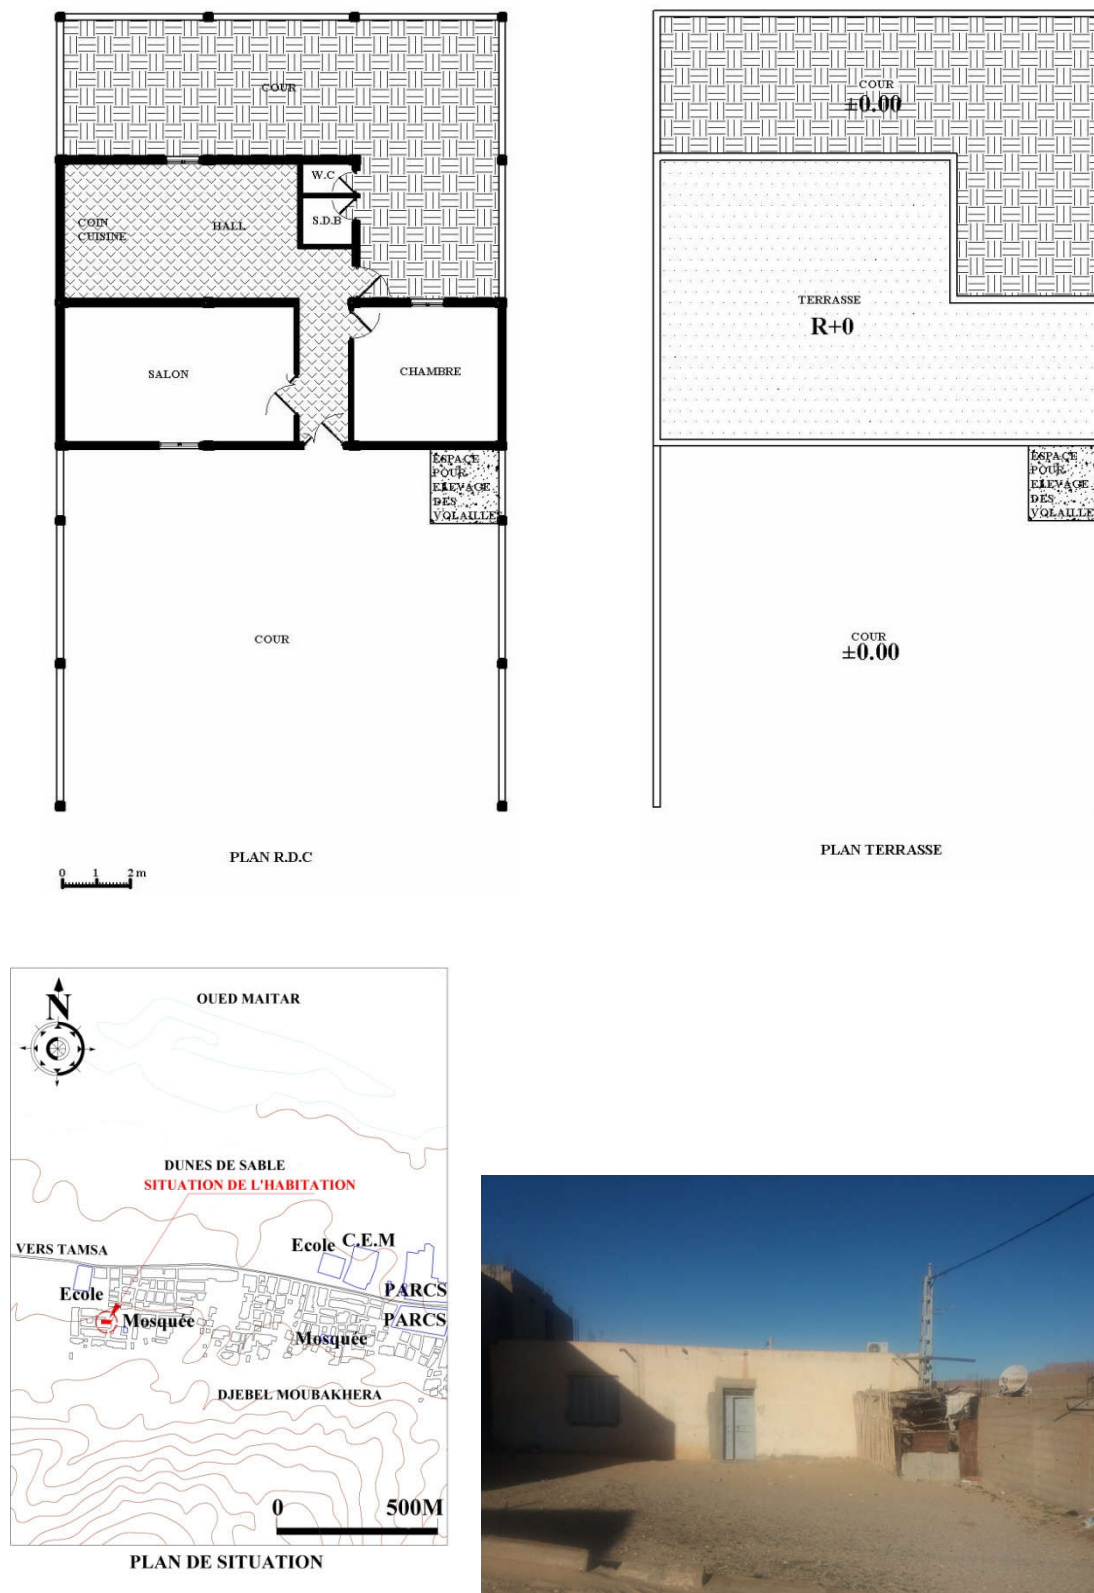 COUR
W.C
S.D.B
COIN
CUISINE
HALL
SALON
CHAMBRE
ESPACE
POUR
ELEVAGE
DES
VOLAILLES
COUR
PLAN R.D.C
0 1 2 m
COUR
±0.00
TERRASSE
R+0
ESPACE
POUR
ELEVAGE
DES
VOLAILLES
COUR
±0.00
PLAN TERRASSE
N
OUED MAITAR
DUNES DE SABLE
SITUATION DE L'HABITATION
VERS TAMSA
Ecole C.E.M
Ecole
PARCS
PARCS
Mosquée
Mosquée
DJEBEL MOUBAKHERA
0 500M
PLAN DE SITUATION